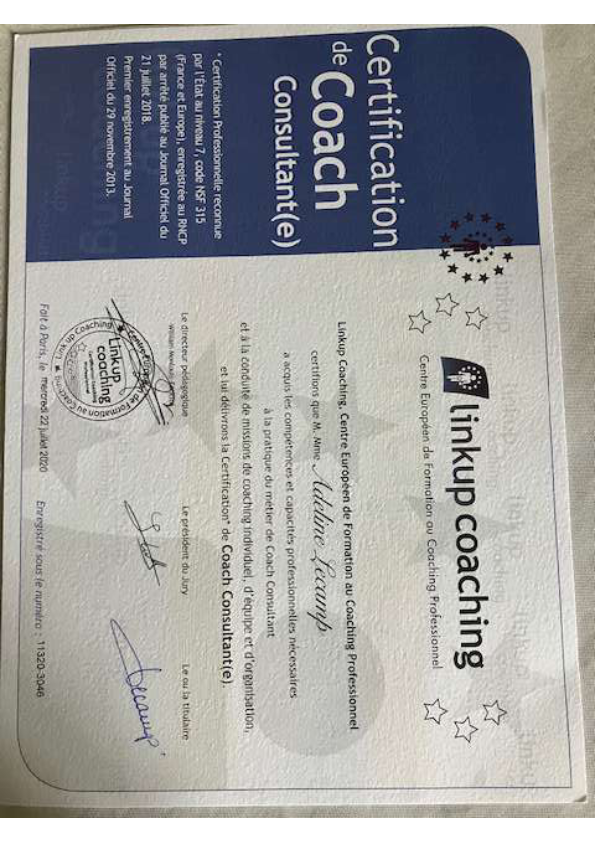 Certification
de Coach
Consultant(e)
* Certification Professionnelle reconnue
par l'État au niveau 7, code NSF 315
(France et Europe), enregistrée au RNCP
par arrêté publié au Journal Officiel du
21 juillet 2018.
Premier enregistrement au Journal
Officiel du 29 novembre 2013.
linkup coaching
Centre Européen de Formation au Coaching Professionnel
Linkup Coaching, Centre Européen de Formation au Coaching Professionnel
certifions que M. Mme Adeline Lecamp
a acquis les compétences et capacités professionnelles nécessaires
à la pratique du métier de Coach Consultant
et à la conduite de missions de coaching individuel, d'équipe et d'organisation,
et lui délivrons la Certification* de Coach Consultant(e).
Le directeur pédagogique
Le président du Jury
Le ou la titulaire
Linkup
coaching
Lecamp
Fait à Paris, le mercredi 22 juillet 2020
Enregistré sous le numéro : 11320-3046